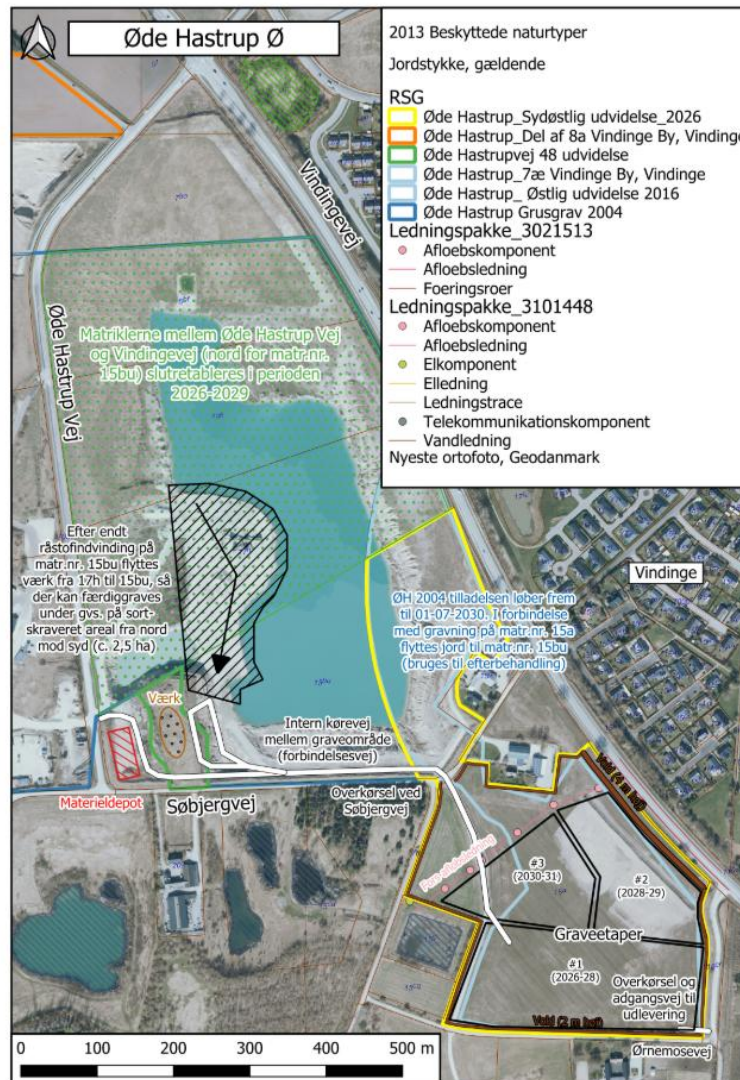 Øde Hastrup Ø
2013 Beskyttede naturtyper
Jordstykke, gældende
RSG
Øde Hastrup_Sydøstlig udvidelse_2026
Øde Hastrup_Del af 8a Vindinge By, Vindinge
Øde Hastrupvej 48 udvidelse
Øde Hastrup_7æ Vindinge By, Vindinge
Øde Hastrup_ Østlig udvidelse 2016
Øde Hastrup Grusgrav 2004
Ledningspakke_3021513
Afloebskomponent
Afloebsledning
Foeringsroer
Ledningspakke_3101448
Afloebskomponent
Afloebsledning
Elkomponent
Elledning
Ledningstrace
Telekommunikationskomponent
Vandledning
Nyeste ortofoto, Geodanmark
Vindingevej
Øde Hastrup Vej
Matriklerne mellem Øde Hastrup Vej
og Vindingevej (nord for matr.nr.
15bu) slutretableres i perioden
2026-2029
Efter endt
råstofindvinding på
matr.nr. 15bu flyttes
værk fra 17h til 15bu, så
der kan færdiggraves
under gvs. på sort-
skraveret areal fra nord
mod syd (c. 2,5 ha)
Vindinge
ØH 2004 tilladelsen løber frem
til 01-07-2030. I forbindelse
med gravning på matr.nr. 15a
flyttes jord til matr.nr. 15bu
(bruges til efterbehandling)
15bu
Værk
Intern kørevej
mellem graveområde
(forbindelsesvej)
Materieldepot
Søbjergvej
Overkørsel ved
Søbjergvej
Vold (4 m høj)
#3
(2030-31)
#2
(2028-29)
Graveetaper
#1
(2026-28)
Overkørsel og
adgangsvej til
udlevering
Vold (2 m høj)
Ørnemosevej
0 100 200 300 400 500 m